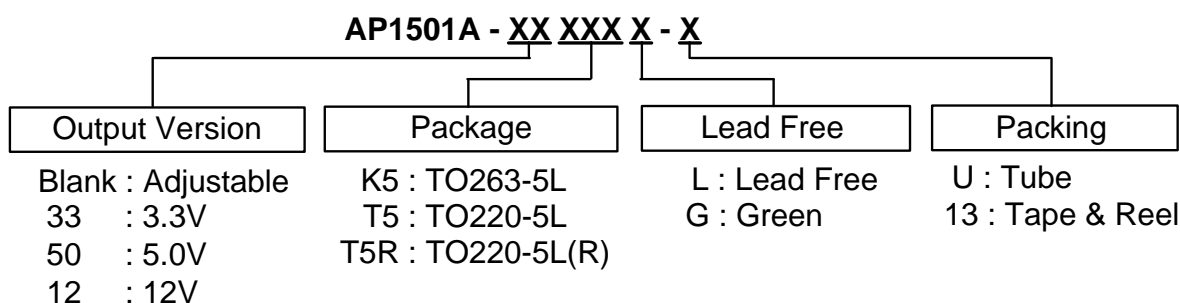 AP1501A - XX XXX X - X
Output Version Package Lead Free Packing
Blank : Adjustable K5 : TO263-5L L : Lead Free U : Tube
33 : 3.3V T5 : TO220-5L G : Green 13 : Tape & Reel
50 : 5.0V T5R : TO220-5L(R)
12 : 12V